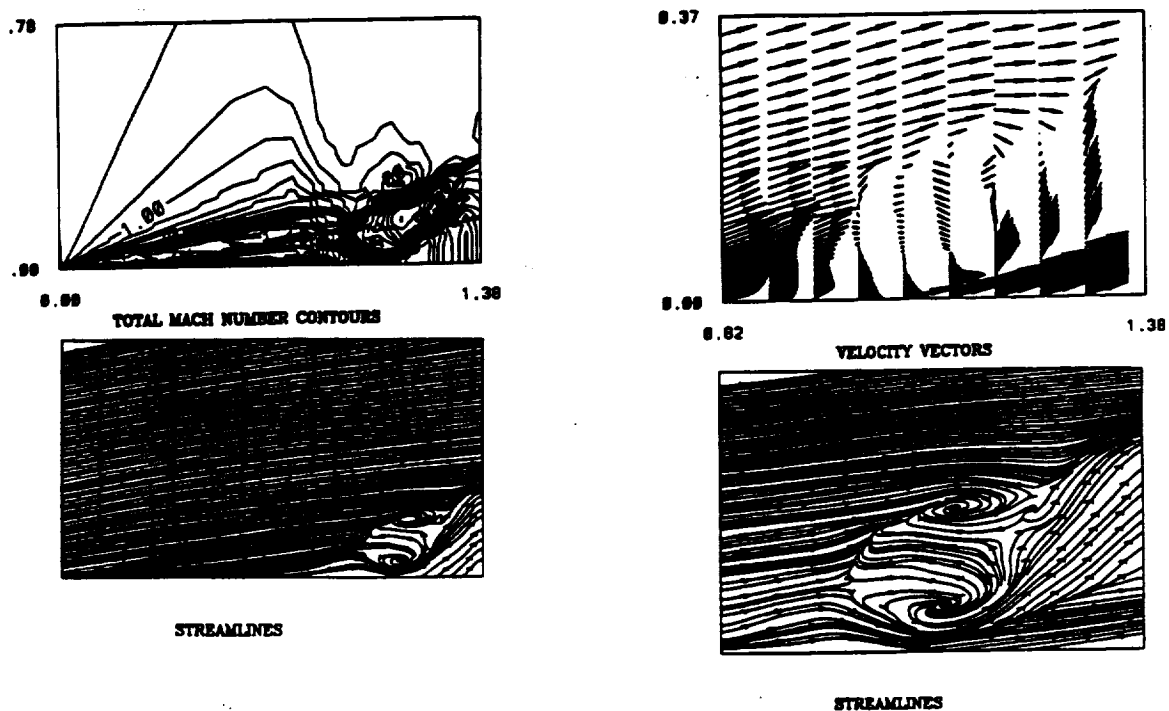 .78
1.00
.00
0.00
1.38
TOTAL MACH NUMBER CONTOURS
STREAMLINES
0.37
0.00
0.82
1.38
VELOCITY VECTORS
STREAMLINES